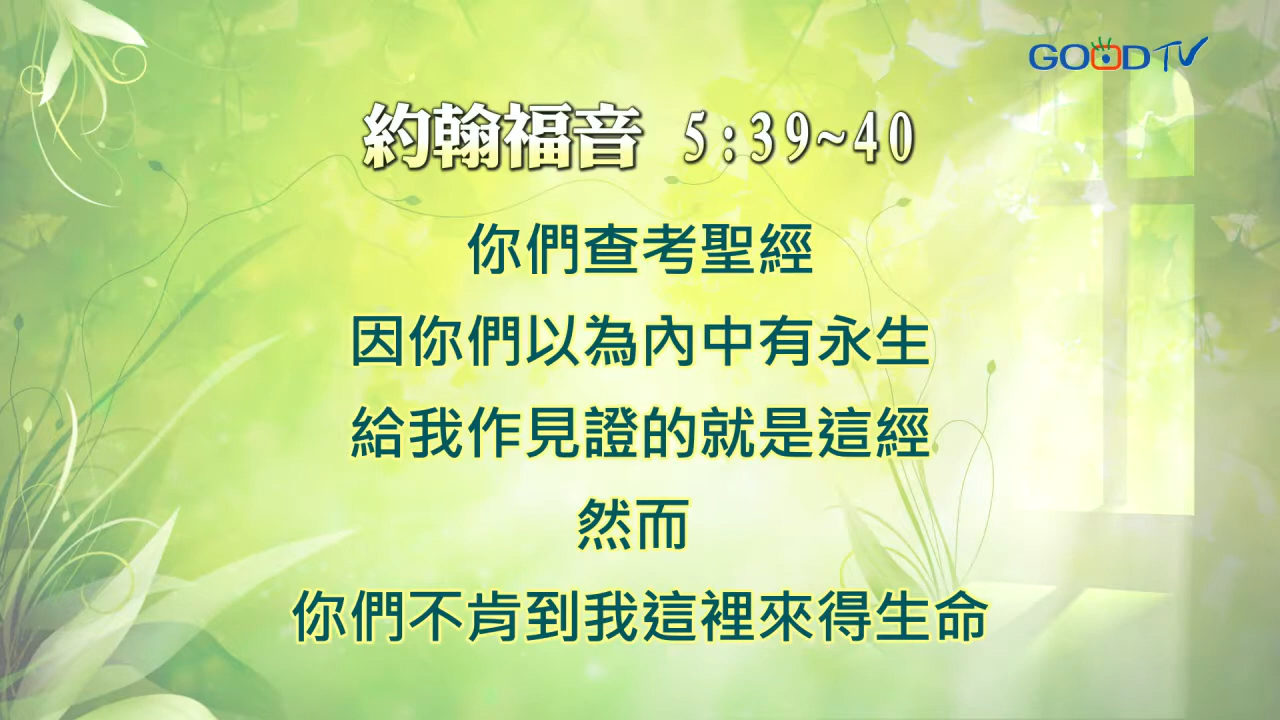 GOODTV
約翰福音 5:39~40
你們查考聖經
因你們以為內中有永生
給我作見證的就是這經
然而
你們不肯到我這裡來得生命